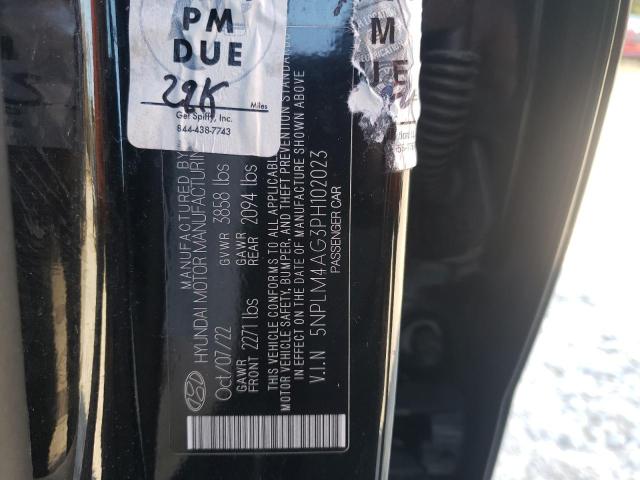 PM
DUE
22K
Miles
Get Spiffy, Inc.
844-438-7743
M
I E
MANUFACTURED BY
HYUNDAI MOTOR MANUFACTURING
Oct/07/22 GVWR 3858 lbs
GAWR FRONT 2271 lbs GAWR REAR 2094 lbs
THIS VEHICLE CONFORMS TO ALL APPLICABLE
MOTOR VEHICLE SAFETY, BUMPER, AND THEFT PREVENTION STANDARDS
IN EFFECT ON THE DATE OF MANUFACTURE SHOWN ABOVE
V.I.N 5NPLM4AG3PH102023
PASSENGER CAR